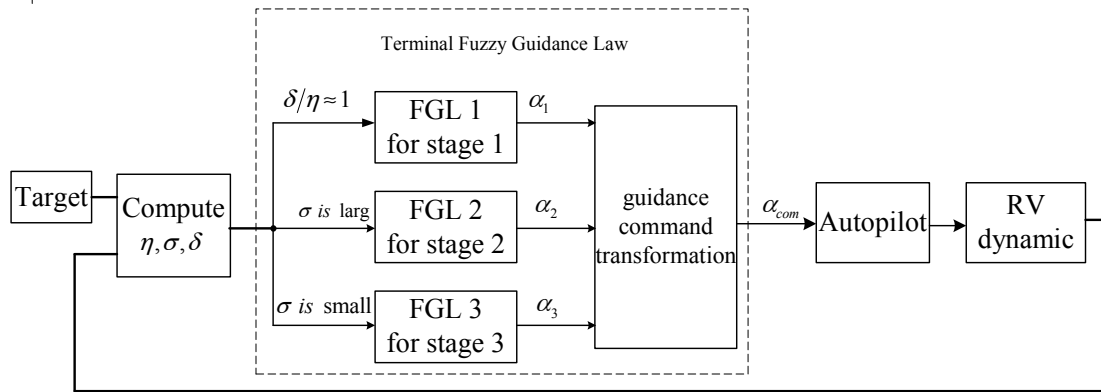 Terminal Fuzzy Guidance Law
δ/η≈1
FGL 1
for stage 1
α₁
Target
Compute
η,σ,δ
σ is larg
FGL 2
for stage 2
α₂
guidance
command
transformation
α_com
Autopilot
RV
dynamic
σ is small
FGL 3
for stage 3
α₃